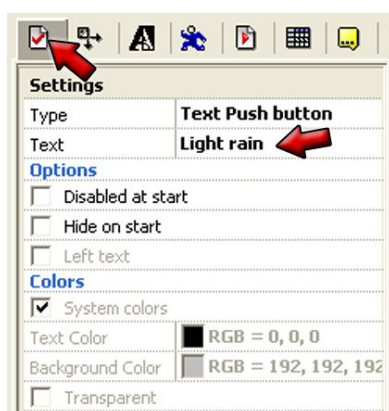 Settings
Type Text Push button
Text Light rain
Options
Disabled at start
Hide on start
Left text
Colors
System colors
Text Color RGB = 0, 0, 0
Background Color RGB = 192, 192, 192
Transparent